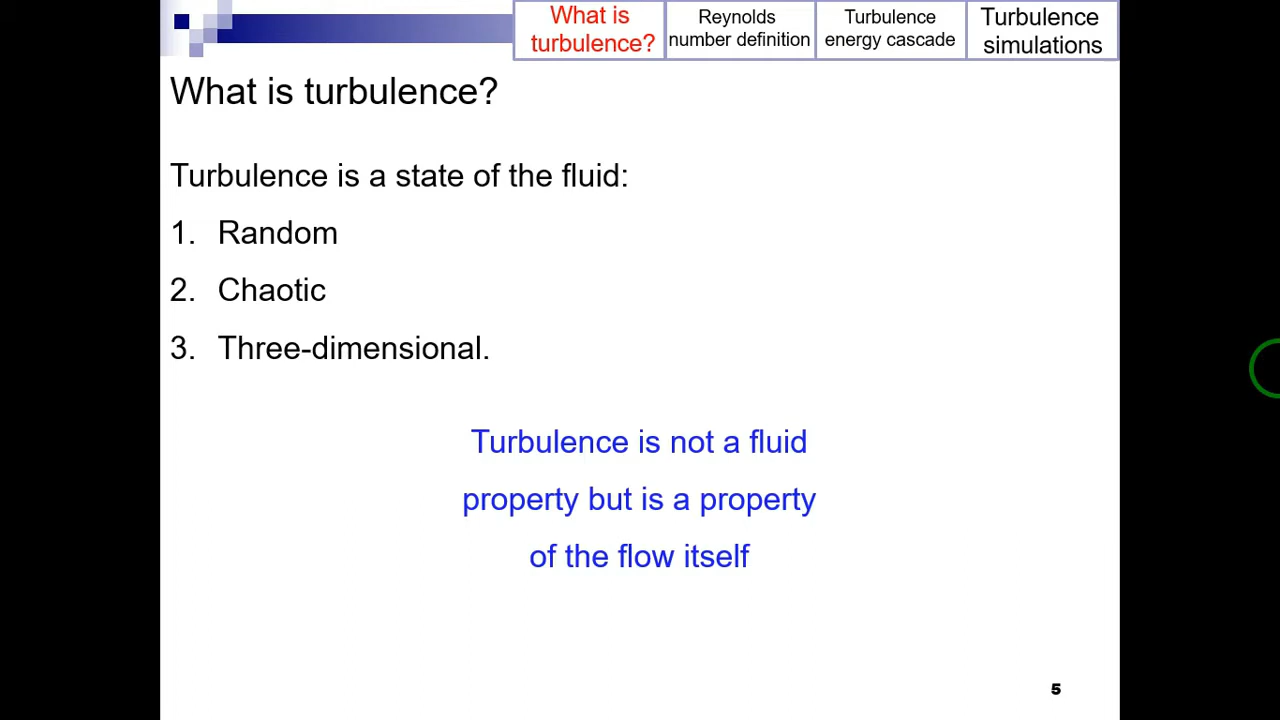 What is
turbulence?
Reynolds
number definition
Turbulence
energy cascade
Turbulence
simulations
What is turbulence?
Turbulence is a state of the fluid:
1. Random
2. Chaotic
3. Three-dimensional.
Turbulence is not a fluid
property but is a property
of the flow itself
5